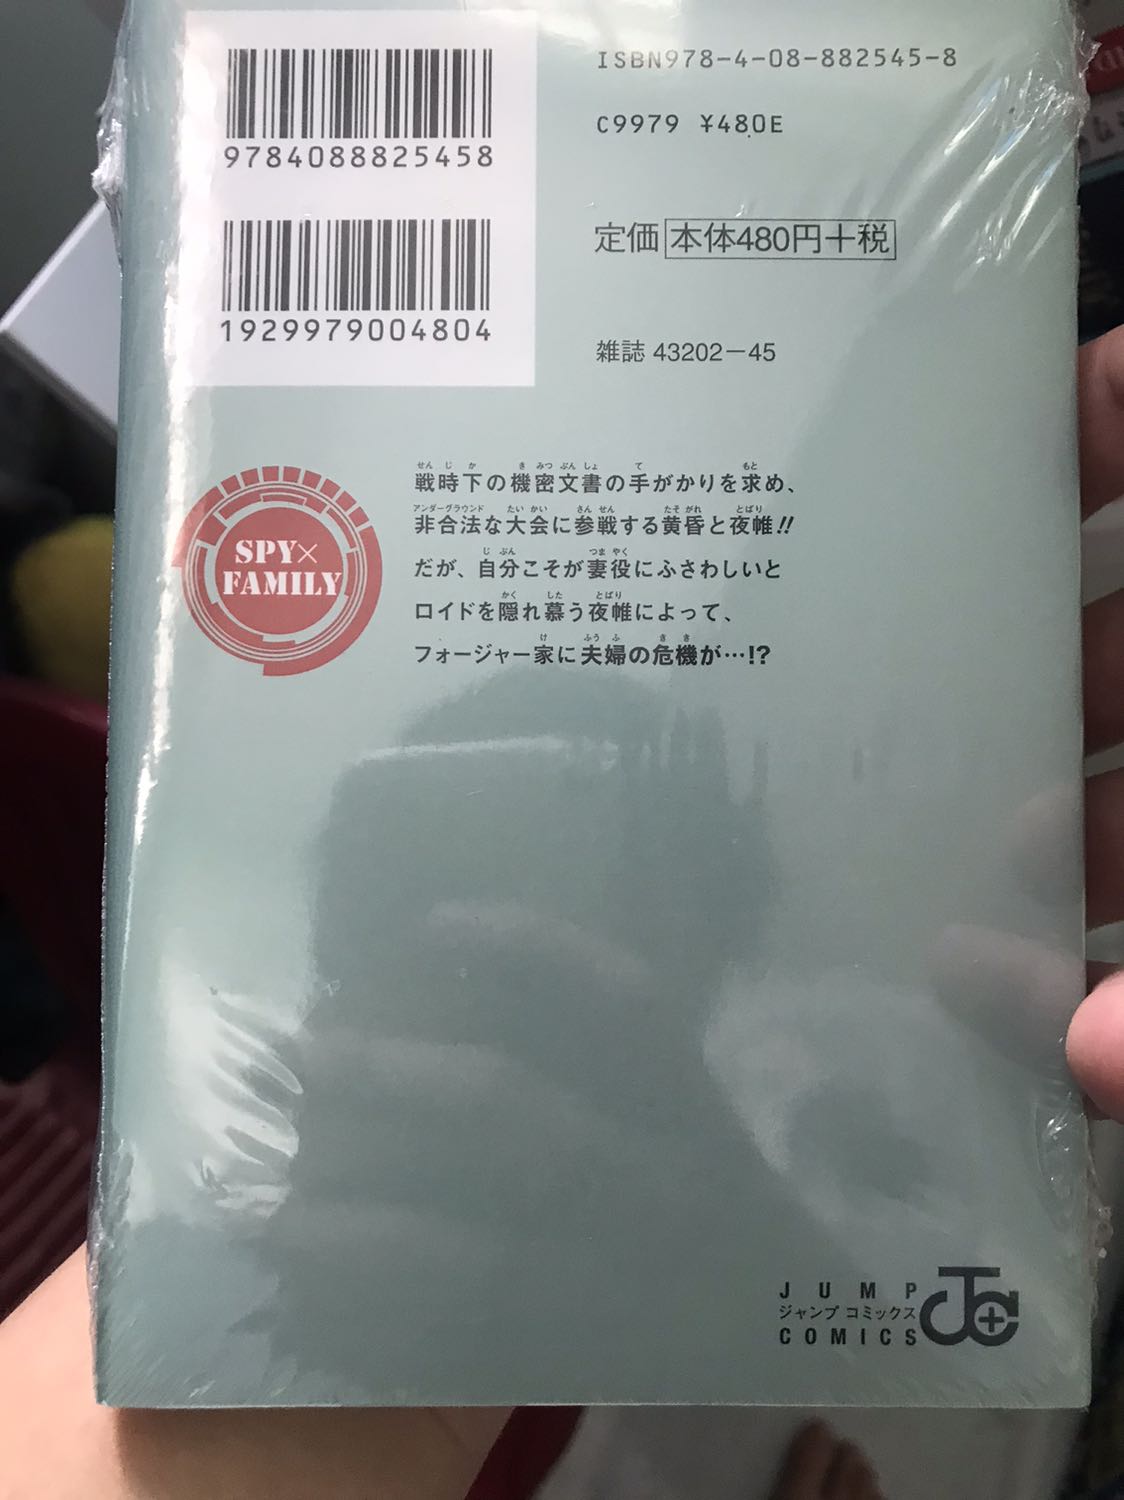 9784088825458
1929979004804
ISBN978-4-08-882545-8
C9979 ¥480E
定価 本体480円十税
雑誌 43202-45
SPY×
FAMILY
戦時下の機密文書の手がかりを求め、
非合法な大会に参戦する黄昏と夜帷!!
だが、自分こそが妻役にふさわしいと
ロイドを隠れ慕う夜帷によって、
フォージャー家に夫婦の危機が…!?
JUMP
ジャンプ コミックス
COMICS